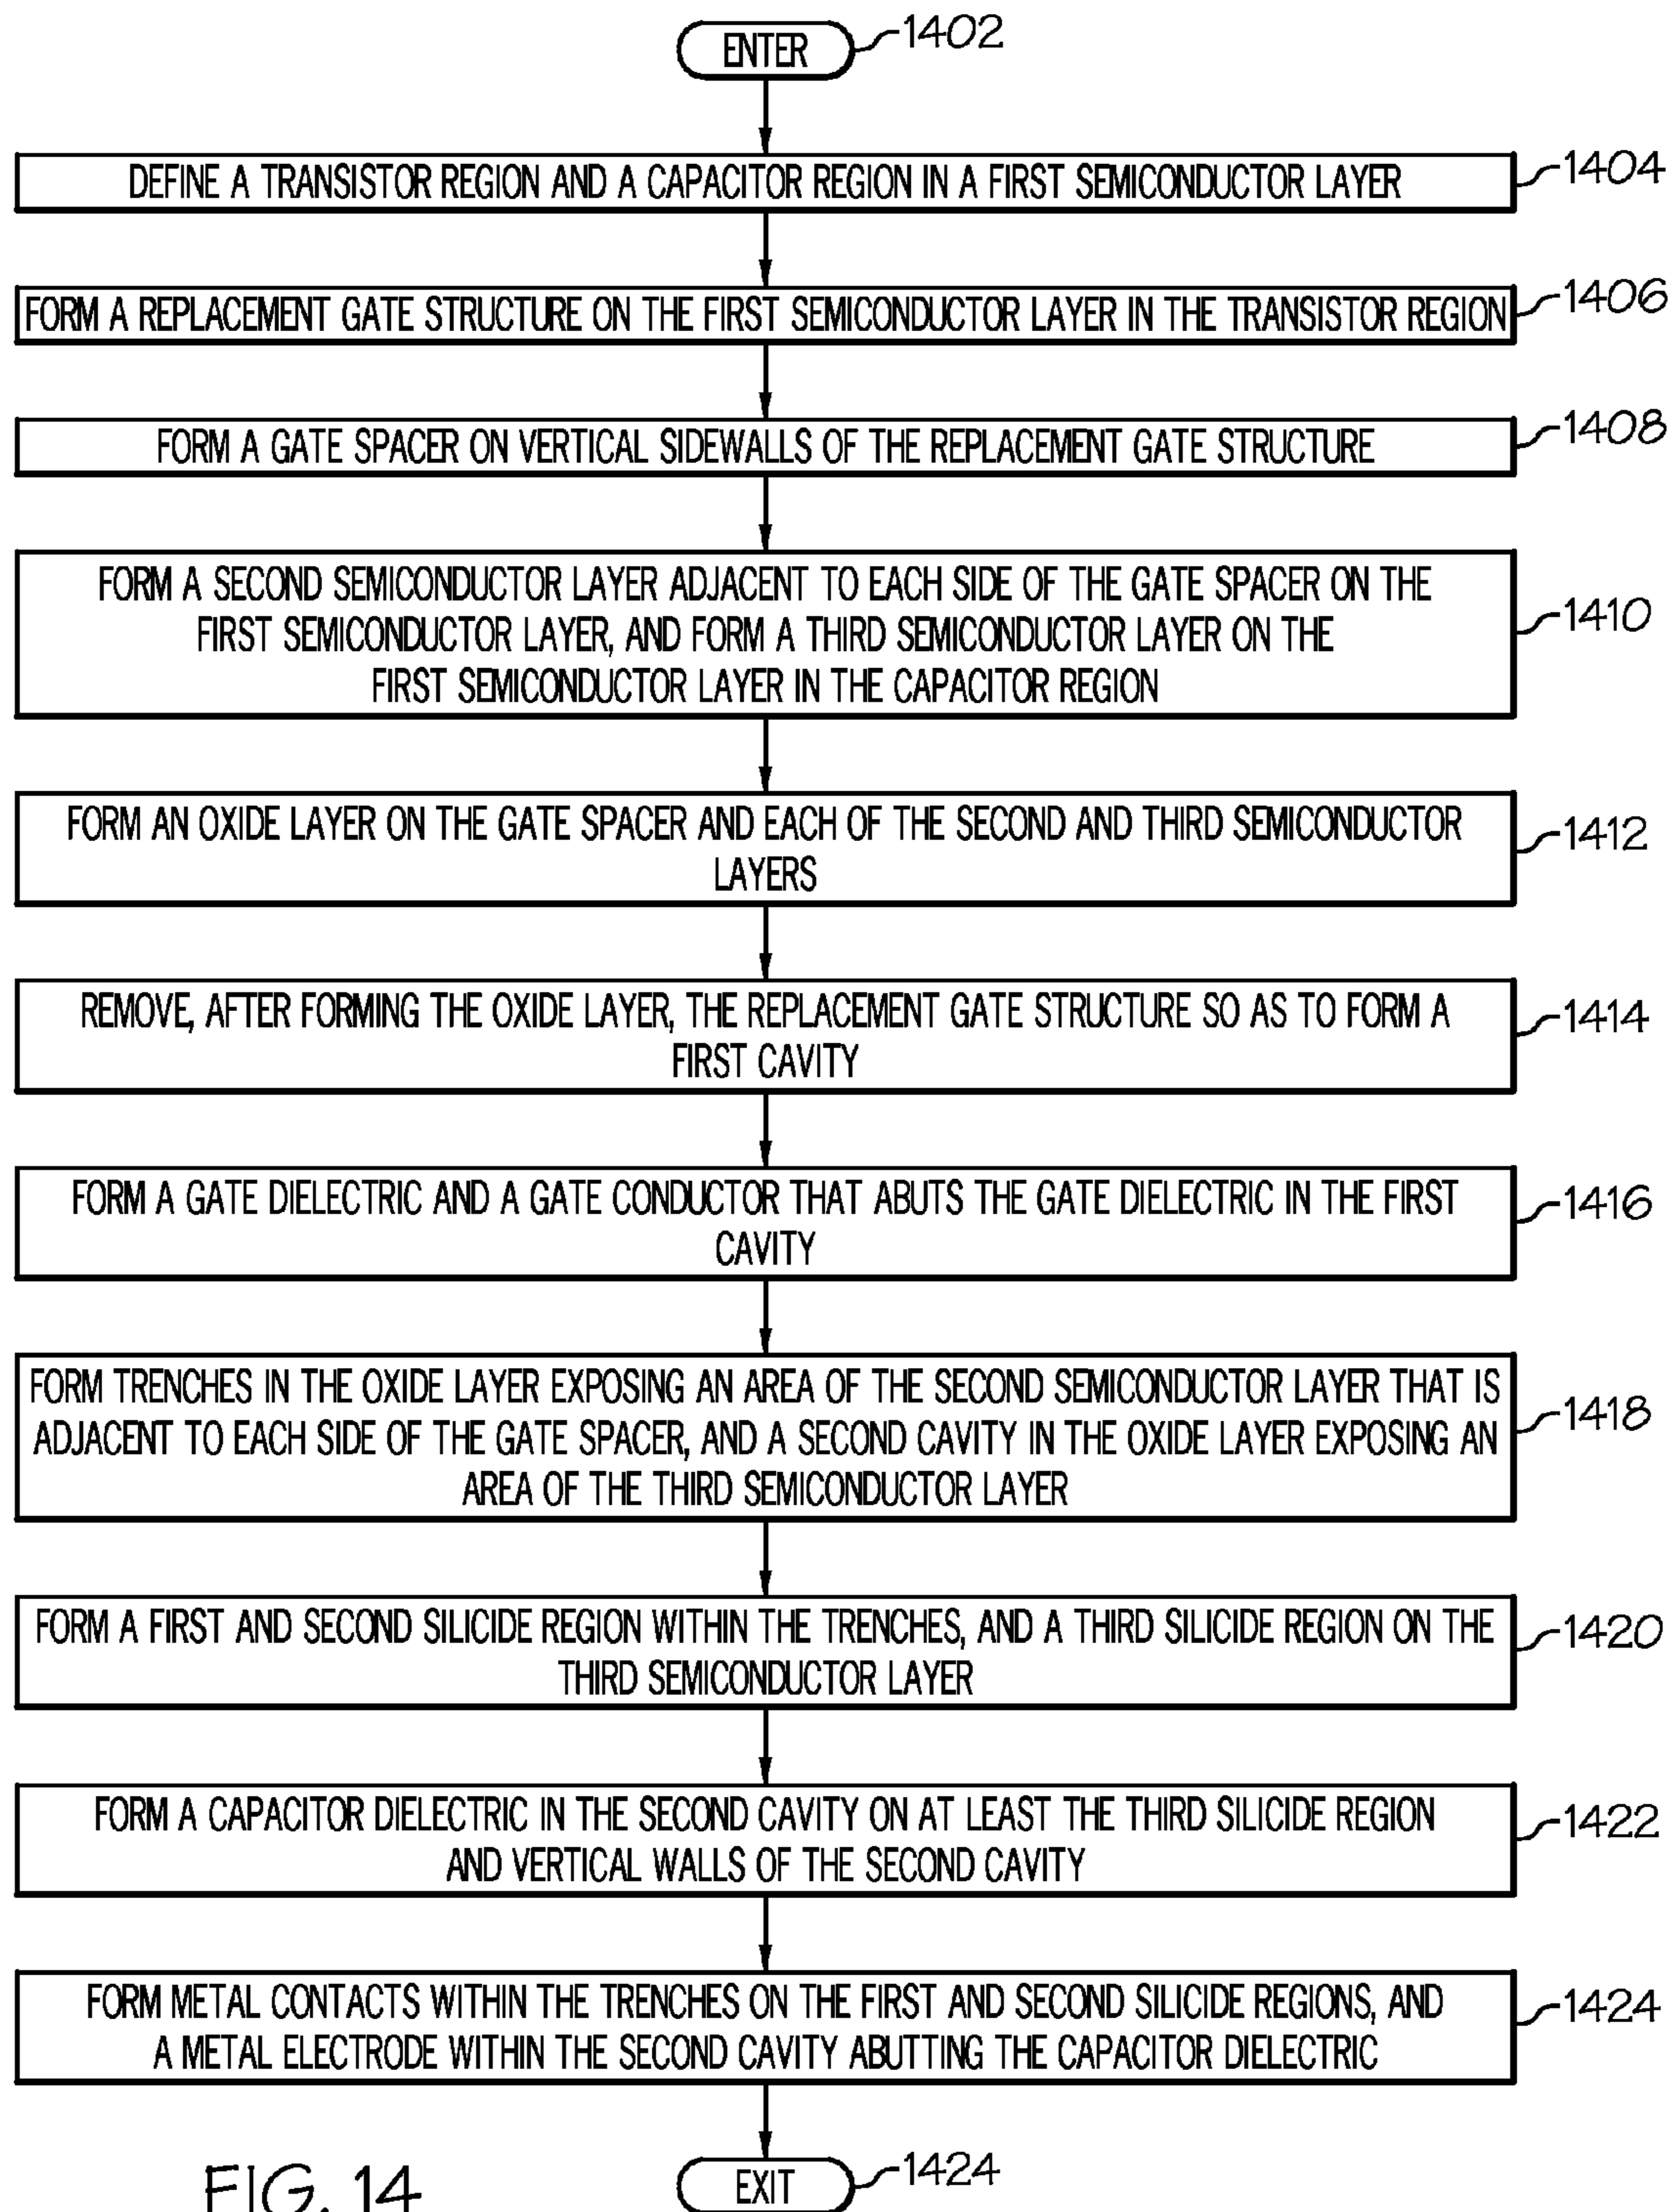 ENTER 1402
DEFINE A TRANSISTOR REGION AND A CAPACITOR REGION IN A FIRST SEMICONDUCTOR LAYER 1404
FORM A REPLACEMENT GATE STRUCTURE ON THE FIRST SEMICONDUCTOR LAYER IN THE TRANSISTOR REGION 1406
FORM A GATE SPACER ON VERTICAL SIDEWALLS OF THE REPLACEMENT GATE STRUCTURE 1408
FORM A SECOND SEMICONDUCTOR LAYER ADJACENT TO EACH SIDE OF THE GATE SPACER ON THE
FIRST SEMICONDUCTOR LAYER, AND FORM A THIRD SEMICONDUCTOR LAYER ON THE 1410
FIRST SEMICONDUCTOR LAYER IN THE CAPACITOR REGION
FORM AN OXIDE LAYER ON THE GATE SPACER AND EACH OF THE SECOND AND THIRD SEMICONDUCTOR 1412
LAYERS
REMOVE, AFTER FORMING THE OXIDE LAYER, THE REPLACEMENT GATE STRUCTURE SO AS TO FORM A 1414
FIRST CAVITY
FORM A GATE DIELECTRIC AND A GATE CONDUCTOR THAT ABUTS THE GATE DIELECTRIC IN THE FIRST 1416
CAVITY
FORM TRENCHES IN THE OXIDE LAYER EXPOSING AN AREA OF THE SECOND SEMICONDUCTOR LAYER THAT IS
ADJACENT TO EACH SIDE OF THE GATE SPACER, AND A SECOND CAVITY IN THE OXIDE LAYER EXPOSING AN 1418
AREA OF THE THIRD SEMICONDUCTOR LAYER
FORM A FIRST AND SECOND SILICIDE REGION WITHIN THE TRENCHES, AND A THIRD SILICIDE REGION ON THE 1420
THIRD SEMICONDUCTOR LAYER
FORM A CAPACITOR DIELECTRIC IN THE SECOND CAVITY ON AT LEAST THE THIRD SILICIDE REGION 1422
AND VERTICAL WALLS OF THE SECOND CAVITY
FORM METAL CONTACTS WITHIN THE TRENCHES ON THE FIRST AND SECOND SILICIDE REGIONS, AND 1424
A METAL ELECTRODE WITHIN THE SECOND CAVITY ABUTTING THE CAPACITOR DIELECTRIC
EXIT 1424
FIG. 14